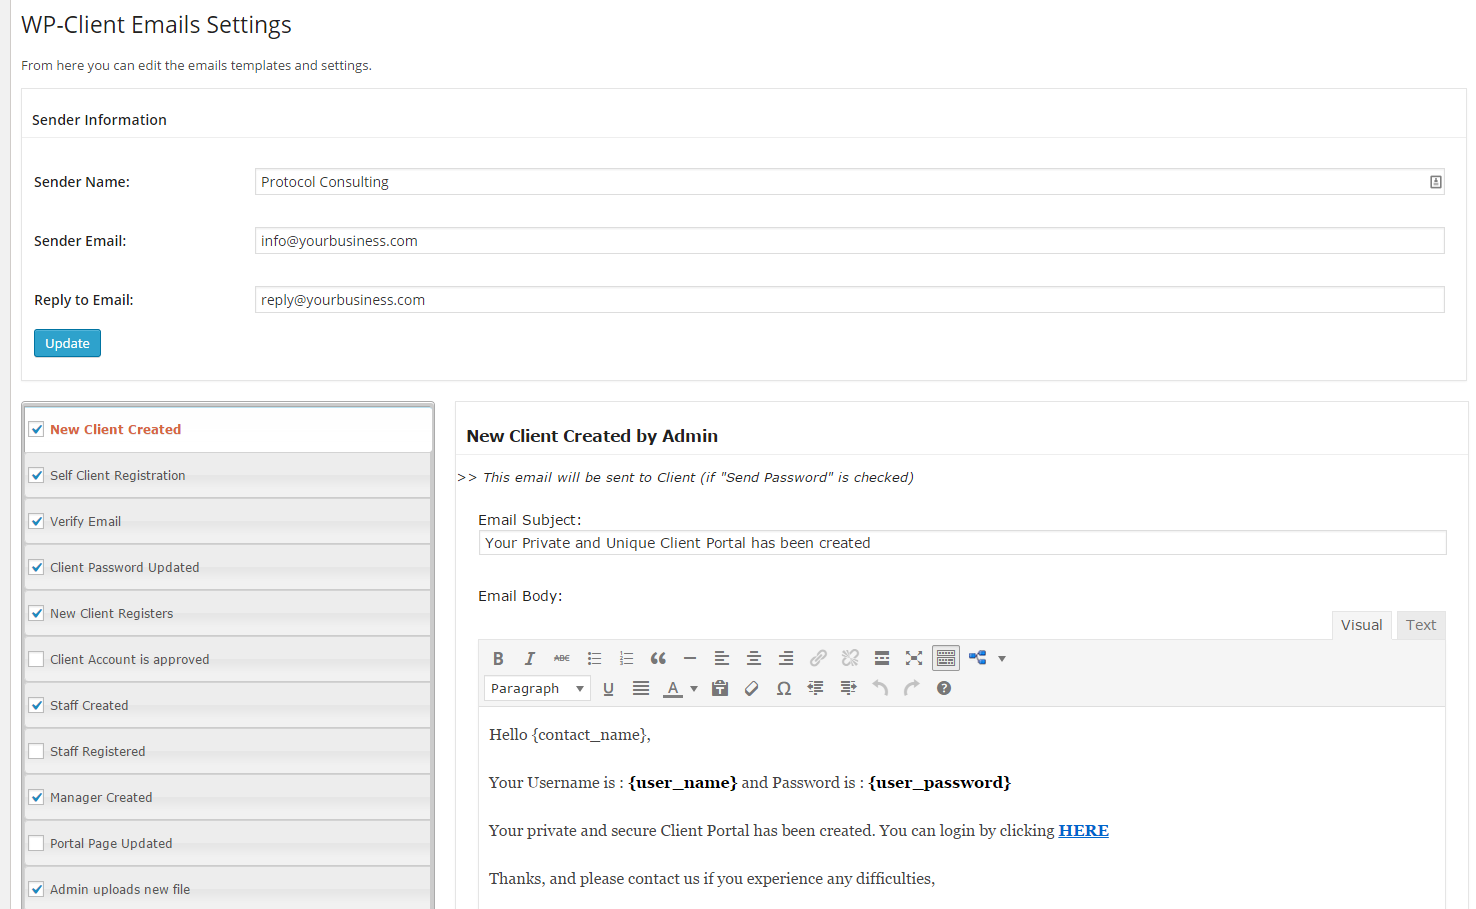 WP-Client Emails Settings
From here you can edit the emails templates and settings.
Sender Information
Sender Name:
Protocol Consulting
Sender Email:
info@yourbusiness.com
Reply to Email:
reply@yourbusiness.com
Update
New Client Created
Self Client Registration
Verify Email
Client Password Updated
New Client Registers
Client Account is approved
Staff Created
Staff Registered
Manager Created
Portal Page Updated
Admin uploads new file
New Client Created by Admin
>> This email will be sent to Client (if "Send Password" is checked)
Email Subject:
Your Private and Unique Client Portal has been created
Email Body:
Visual Text
B I ABC
Paragraph U A Ω
Hello {contact_name},
Your Username is : {user_name} and Password is : {user_password}
Your private and secure Client Portal has been created. You can login by clicking HERE
Thanks, and please contact us if you experience any difficulties,